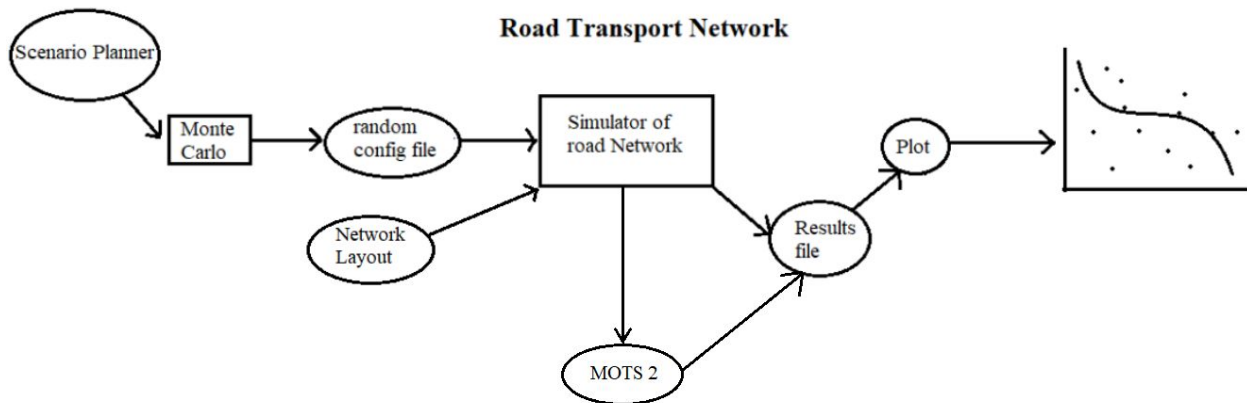 Road Transport Network
Scenario Planner
Monte
Carlo
random
config file
Simulator of
road Network
Plot
Network
Layout
Results
file
MOTS 2